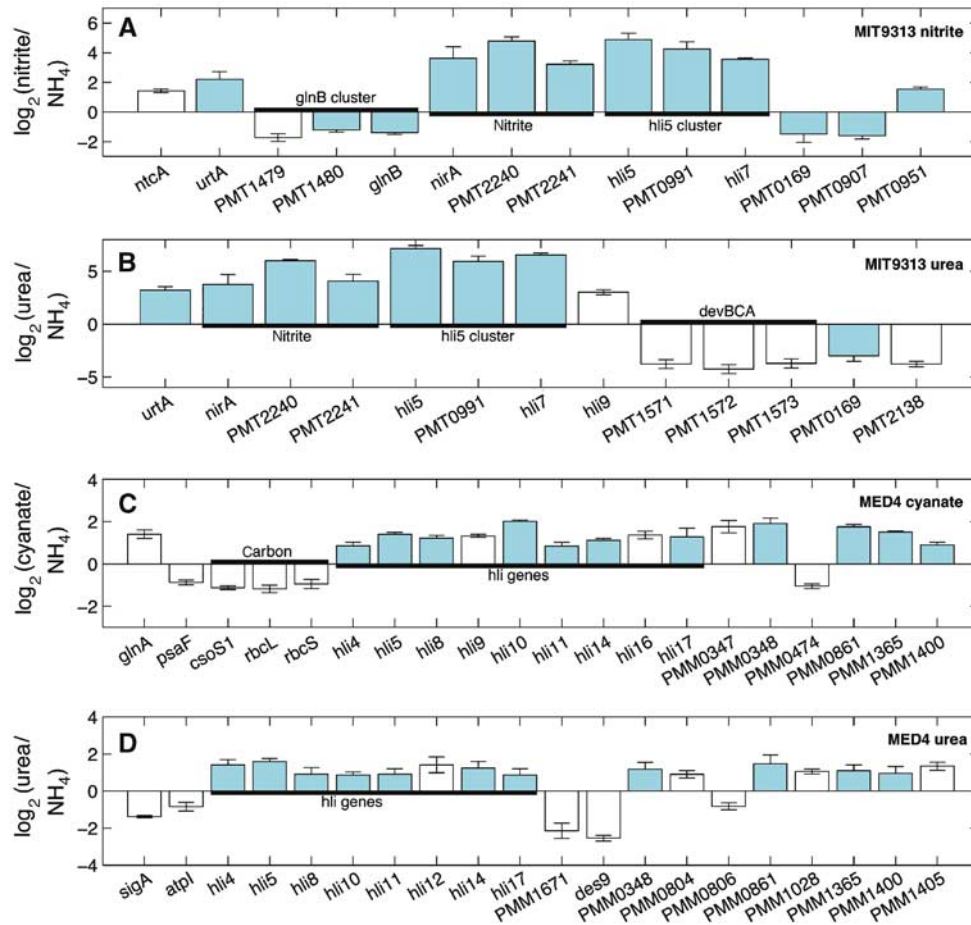 A
MIT9313 nitrite
log2(nitrite/
NH4)
6
4
2
0
−2
glnB cluster
Nitrite
hli5 cluster
ntcA urtA PMT1479 PMT1480 glnB nirA PMT2240 PMT2241 hli5 PMT0991 hli7 PMT0169 PMT0907 PMT0951
B
MIT9313 urea
log2(urea/
NH4)
5
0
−5
devBCA
Nitrite
hli5 cluster
urtA nirA PMT2240 PMT2241 hli5 PMT0991 hli7 hli9 PMT1571 PMT1572 PMT1573 PMT0169 PMT2138
C
MED4 cyanate
log2(cyanate/
NH4)
4
2
0
−2
Carbon
hli genes
glnA psaF csoS1 rbcL rbcS hli4 hli5 hli8 hli9 hli10 hli11 hli14 hli16 hli17 PMM0347 PMM0348 PMM0474 PMM0861 PMM1365 PMM1400
D
MED4 urea
log2(urea/
NH4)
4
2
0
−2
−4
hli genes
sigA atpI hli4 hli5 hli8 hli10 hli11 hli12 hli14 hli17 PMM1671 des9 PMM0348 PMM0804 PMM0806 PMM0861 PMM1028 PMM1365 PMM1400 PMM1405